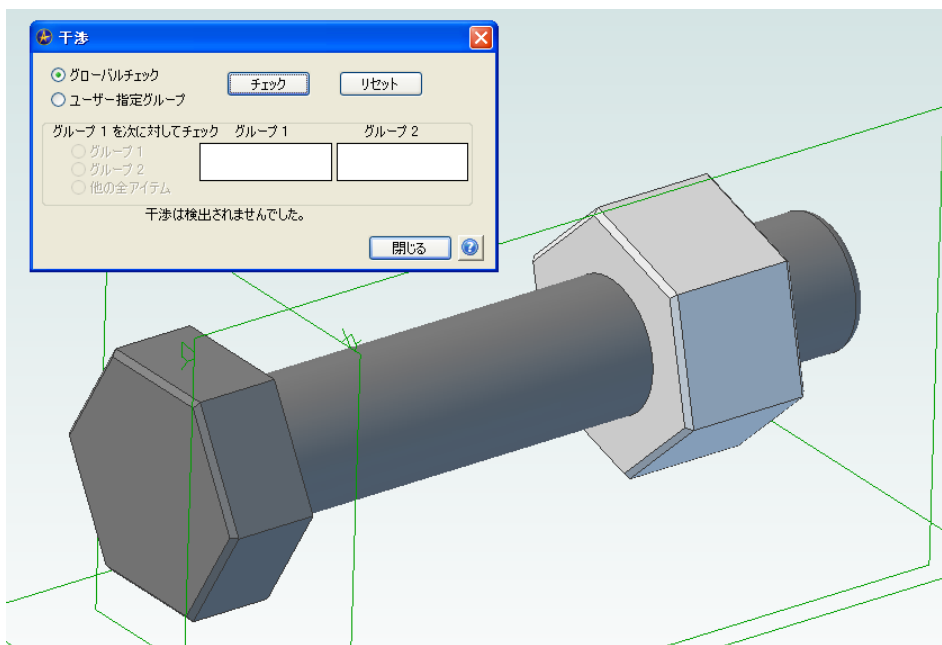 干渉
グローバルチェック
チェック
リセット
ユーザー指定グループ
グループ 1 を次に対してチェック グループ 1 グループ 2
グループ 1
グループ 2
他の全アイテム
干渉は検出されませんでした。
閉じる
?